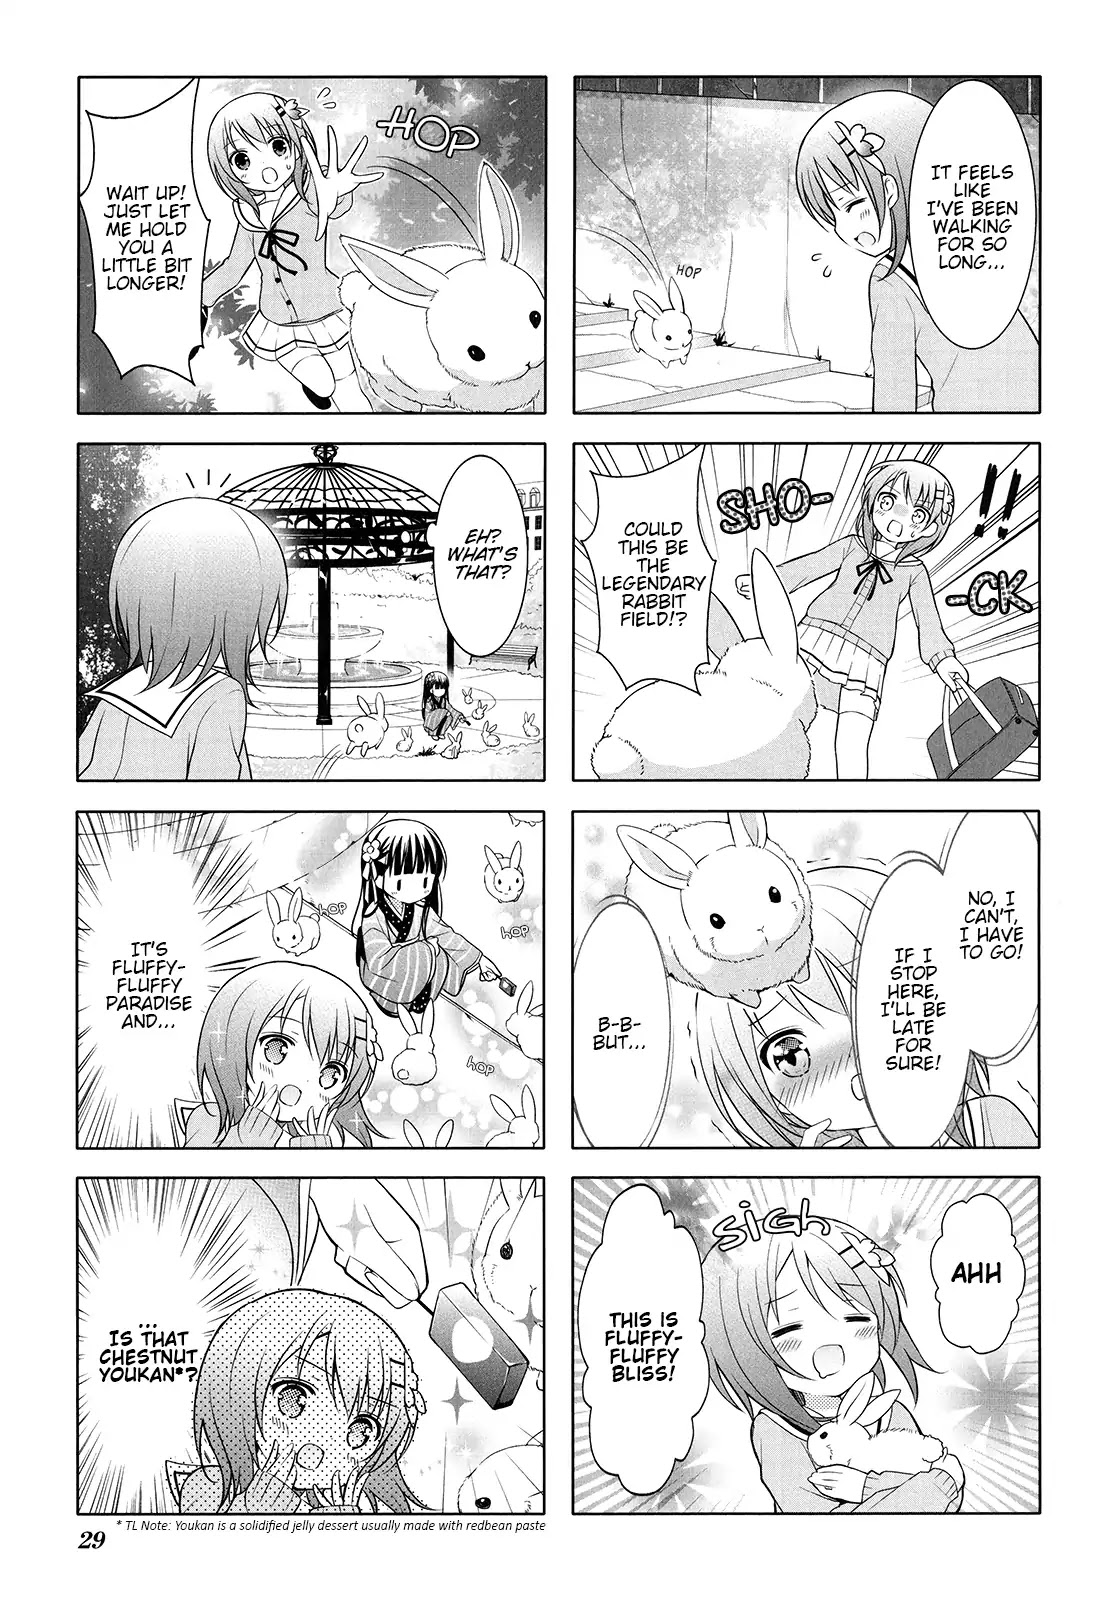 IT FEELS
LIKE
I'VE BEEN
WALKING
FOR SO
LONG...
HOP
SHO-
-CK
!!
COULD
THIS BE
THE
LEGENDARY
RABBIT
FIELD!?
NO, I
CAN'T,
I HAVE
TO GO!
IF I
STOP
HERE,
I'LL BE
LATE
FOR
SURE!
B-B-
BUT...
AHH
SIGH
THIS IS
FLUFFY-
FLUFFY
BLISS!
HOP
WAIT UP!
JUST LET
ME HOLD
YOU A
LITTLE BIT
LONGER!
EH?
WHAT'S
THAT?
HOP
HOP
HOP
IT'S
FLUFFY-
FLUFFY
PARADISE
AND...
...
IS THAT
CHESTNUT
YOUKAN*?
* TL Note: Youkan is a solidified jelly dessert usually made with redbean paste
29